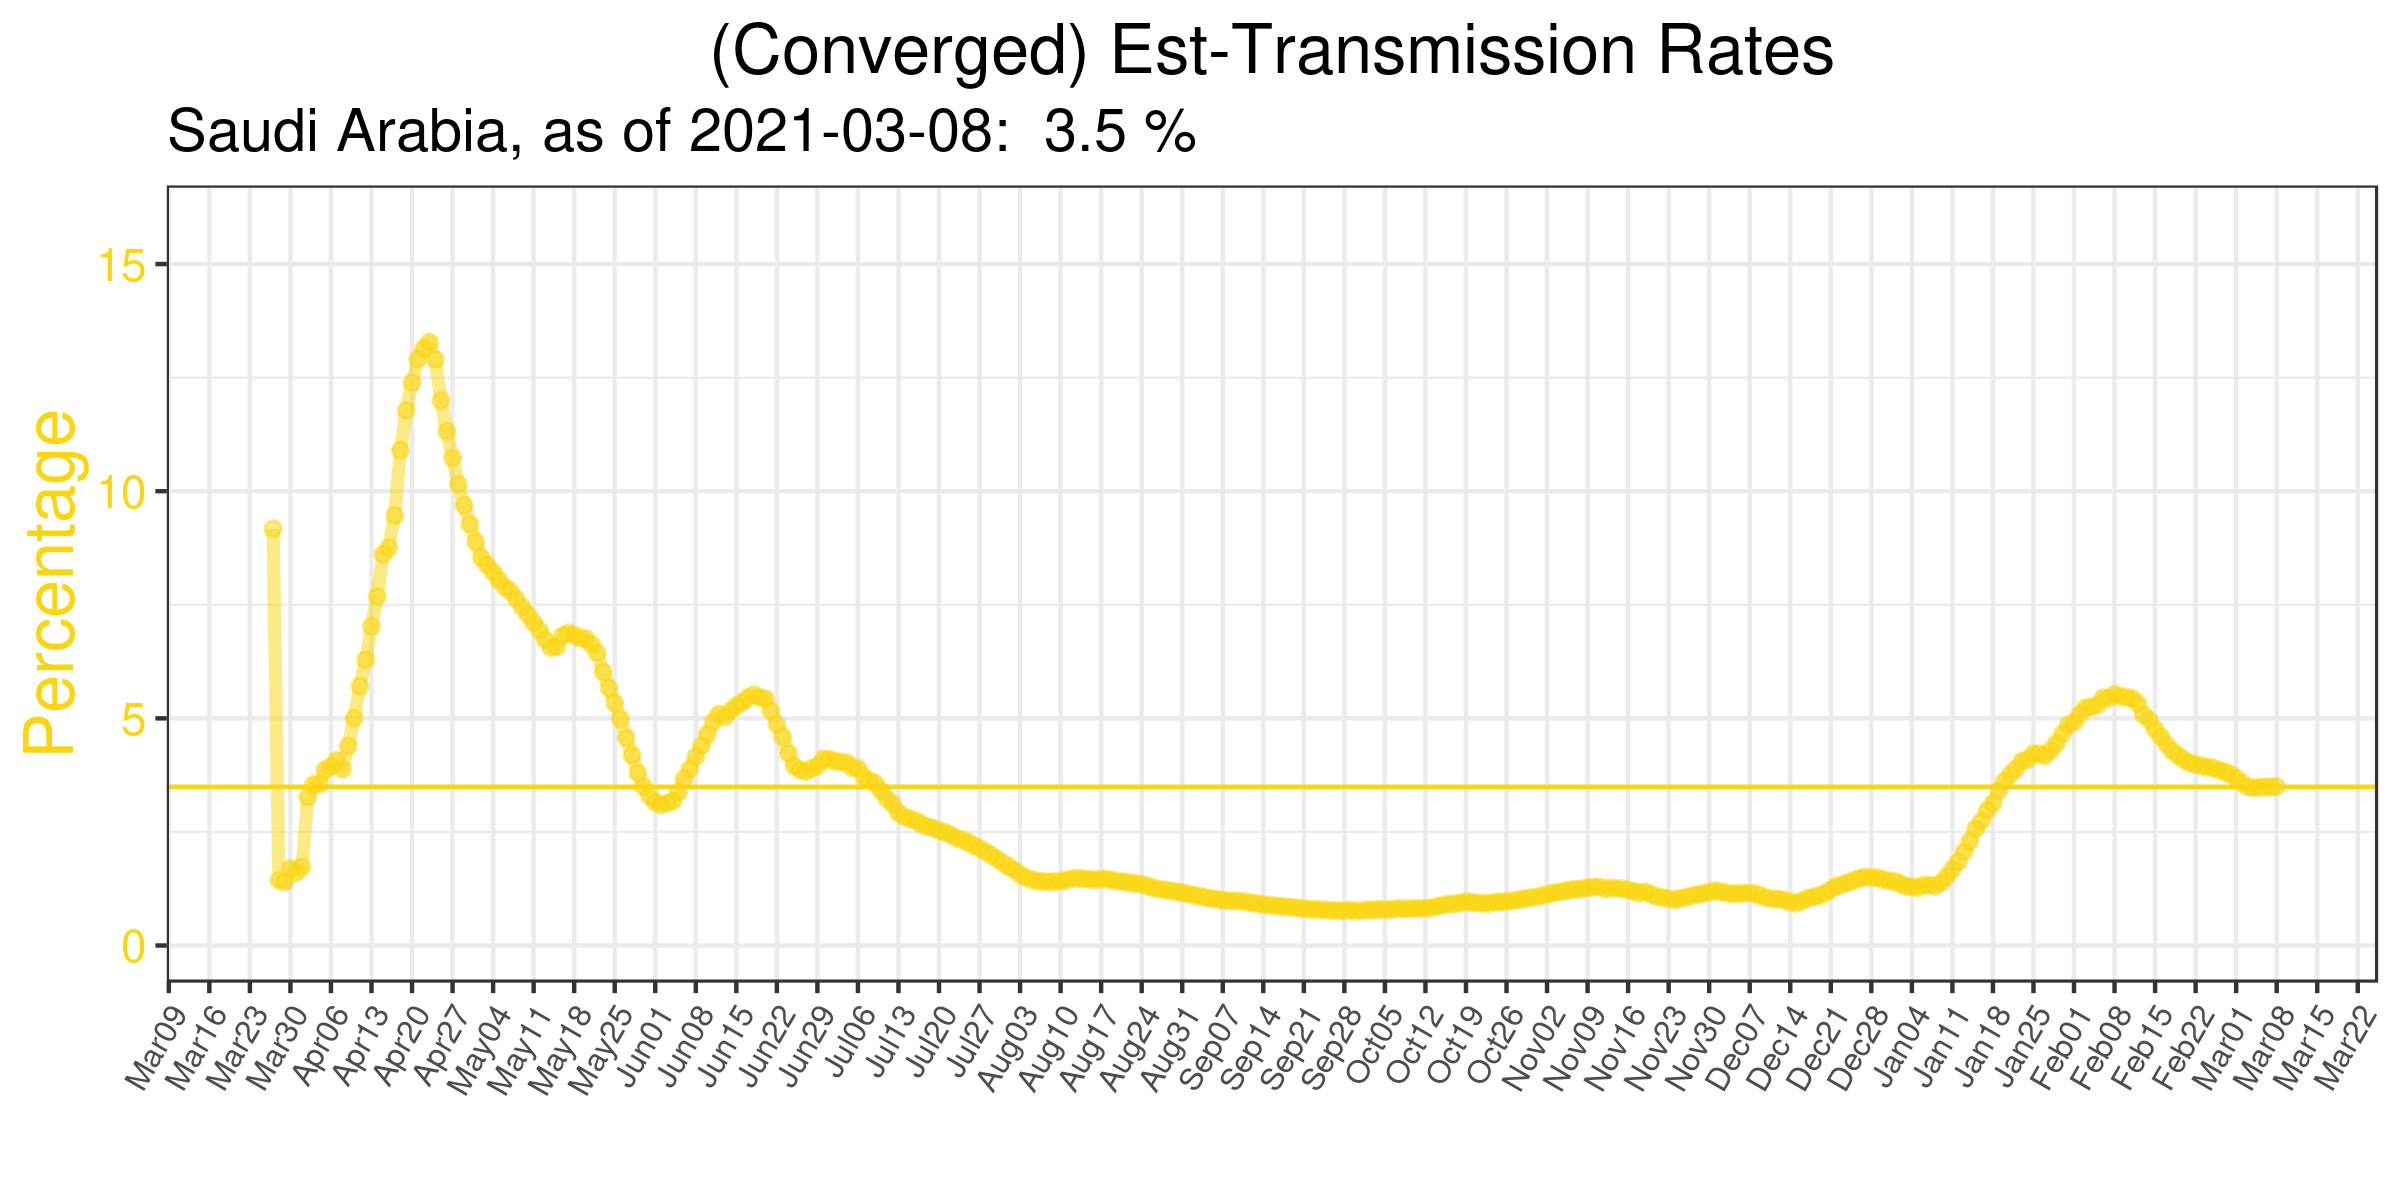 (Converged) Est-Transmission Rates
Saudi Arabia, as of 2021-03-08:  3.5 %
Percentage
15
10
5
0
Mar09
Mar16
Mar23
Mar30
Apr06
Apr13
Apr20
Apr27
May04
May11
May18
May25
Jun01
Jun08
Jun15
Jun22
Jun29
Jul06
Jul13
Jul20
Jul27
Aug03
Aug10
Aug17
Aug24
Aug31
Sep07
Sep14
Sep21
Sep28
Oct05
Oct12
Oct19
Oct26
Nov02
Nov09
Nov16
Nov23
Nov30
Dec07
Dec14
Dec21
Dec28
Jan04
Jan11
Jan18
Jan25
Feb01
Feb08
Feb15
Feb22
Mar01
Mar08
Mar15
Mar22